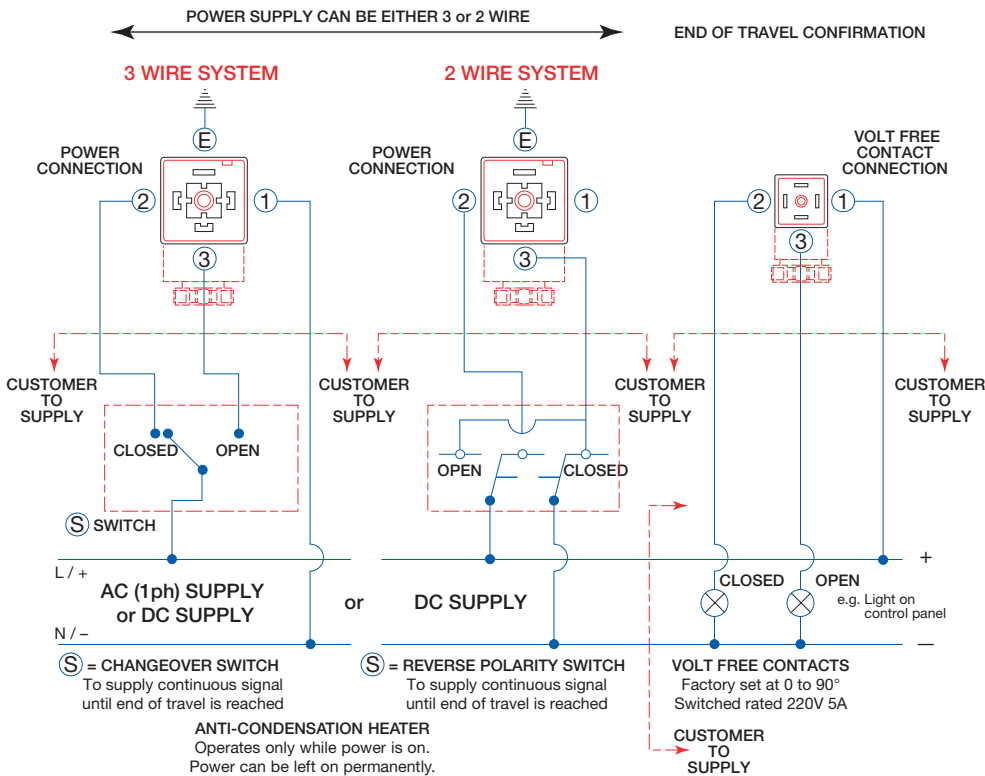 POWER SUPPLY CAN BE EITHER 3 or 2 WIRE
END OF TRAVEL CONFIRMATION
3 WIRE SYSTEM
2 WIRE SYSTEM
E
E
POWER
CONNECTION
POWER
CONNECTION
VOLT FREE
CONTACT
CONNECTION
2
1
2
1
2
1
3
3
3
CUSTOMER
TO
SUPPLY
CUSTOMER
TO
SUPPLY
CUSTOMER
TO
SUPPLY
CUSTOMER
TO
SUPPLY
CLOSED
OPEN
OPEN
CLOSED
S SWITCH
L / +
+
AC (1ph) SUPPLY
or DC SUPPLY
or
DC SUPPLY
CLOSED
OPEN
e.g. Light on
control panel
N / –
—
S = CHANGEOVER SWITCH
To supply continuous signal
until end of travel is reached
S = REVERSE POLARITY SWITCH
To supply continuous signal
until end of travel is reached
VOLT FREE CONTACTS
Factory set at 0 to 90°
Switched rated 220V 5A
ANTI-CONDENSATION HEATER
Operates only while power is on.
Power can be left on permanently.
CUSTOMER
TO
SUPPLY